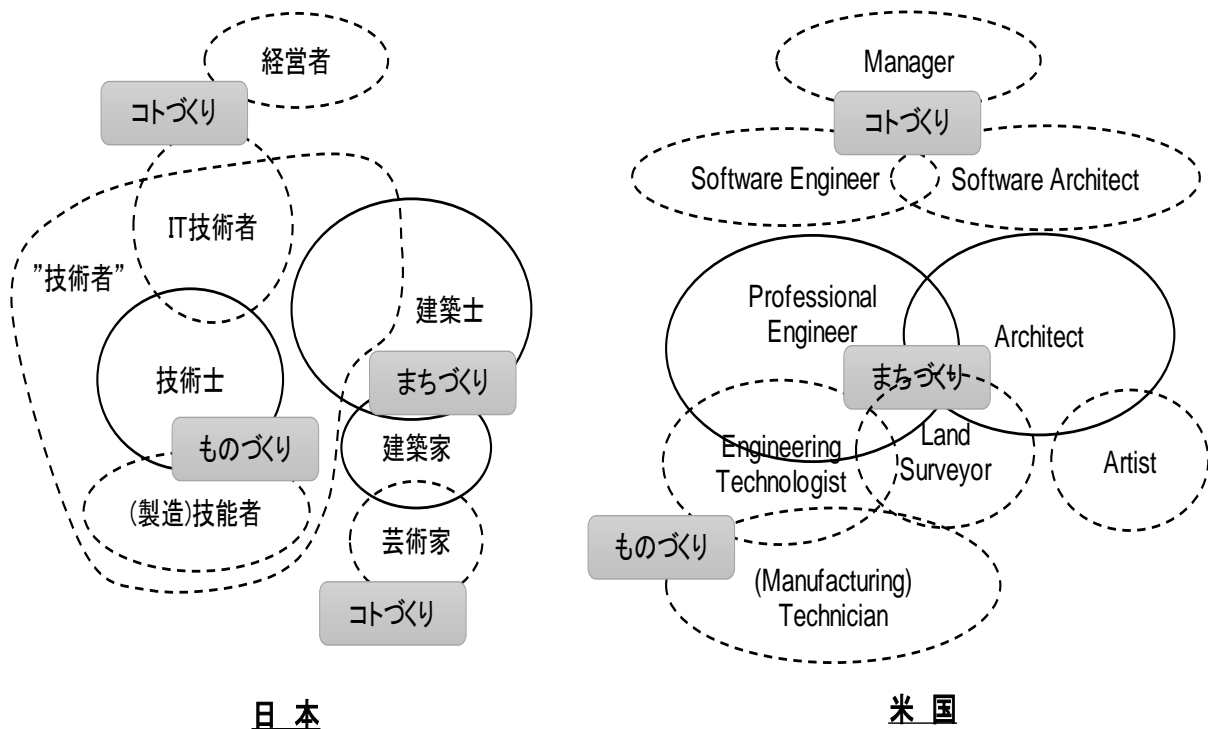 経営者
コトづくり
IT技術者
”技術者”
建築士
技術士
まちづくり
ものづくり
建築家
(製造)技能者
芸術家
コトづくり
日 本
Manager
コトづくり
Software Engineer
Software Architect
Professional
Engineer
Architect
まちづくり
Engineering
Technologist
Land
Surveyor
Artist
ものづくり
(Manufacturing)
Technician
米 国